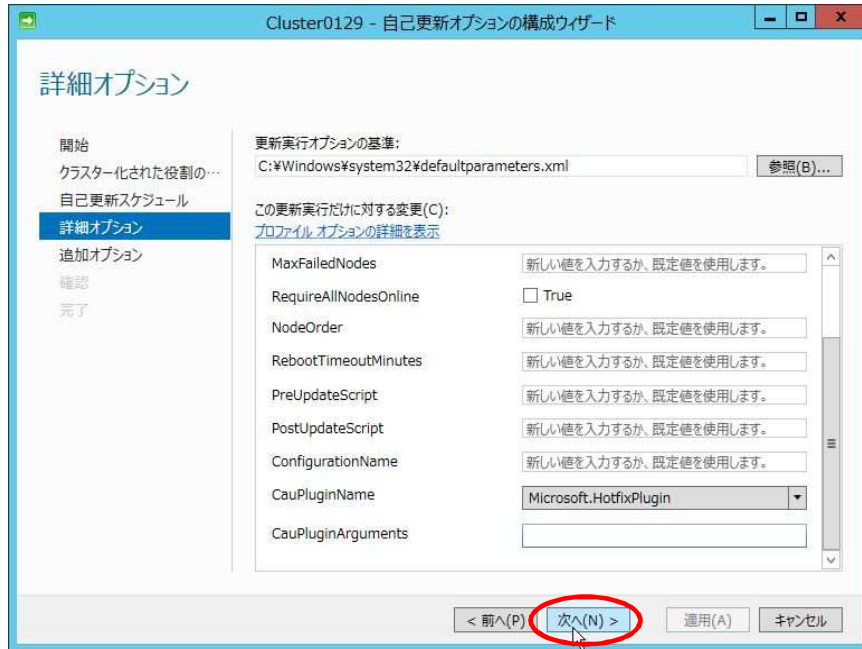 Cluster0129 - 自己更新オプションの構成ウィザード
詳細オプション
開始
クラスター化された役割の…
自己更新スケジュール
詳細オプション
追加オプション
確認
完了
更新実行オプションの基準:
C:¥Windows¥system32¥defaultparameters.xml
参照(B)...
この更新実行だけに対する変更(C):
プロファイル オプションの詳細を表示
MaxFailedNodes 新しい値を入力するか、既定値を使用します。
RequireAllNodesOnline True
NodeOrder 新しい値を入力するか、既定値を使用します。
RebootTimeoutMinutes 新しい値を入力するか、既定値を使用します。
PreUpdateScript 新しい値を入力するか、既定値を使用します。
PostUpdateScript 新しい値を入力するか、既定値を使用します。
ConfigurationName 新しい値を入力するか、既定値を使用します。
CauPluginName Microsoft.HotfixPlugin
CauPluginArguments
< 前へ(P) 次へ(N) > 適用(A) キャンセル